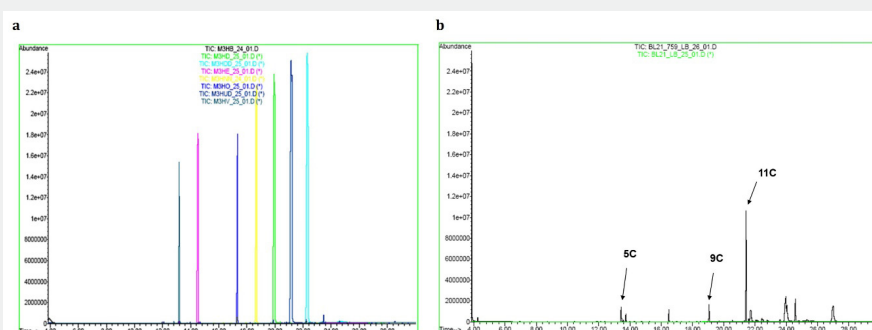 a
Abundance
TIC: M3HB_24_01.D
TIC: M3HD_25_01.D (*)
TIC: M3HDD_25_01.D (*)
TIC: M3HE_25_01.D (*)
TIC: M3HO_25_01.D (*)
TIC: M3HUD_25_01.D (*)
TIC: M3HV_25_01.D (*)
2.4e+07
2.2e+07
2e+07
1.8e+07
1.6e+07
1.4e+07
1.2e+07
1e+07
8000000
6000000
4000000
2000000
b
Abundance
TIC: BL21_759_LB_26_01.D
TIC: BL21_LB_25_01.D (*)
2.4e+07
2.2e+07
2e+07
1.8e+07
1.6e+07
1.4e+07
1.2e+07
1e+07
8000000
6000000
4000000
2000000
0
11C
5C
9C